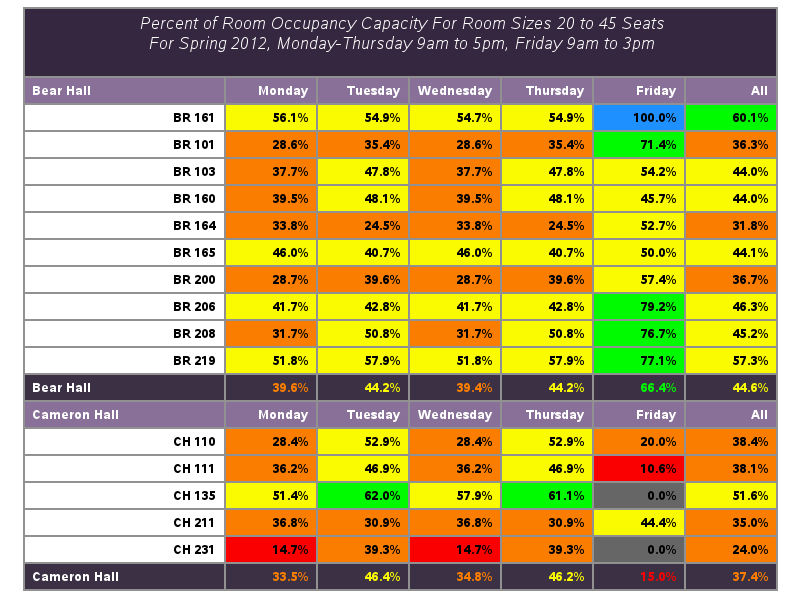 Percent of Room Occupancy Capacity For Room Sizes 20 to 45 Seats
For Spring 2012, Monday-Thursday 9am to 5pm, Friday 9am to 3pm
Bear Hall Monday Tuesday Wednesday Thursday Friday All
BR 161 56.1% 54.9% 54.7% 54.9% 100.0% 60.1%
BR 101 28.6% 35.4% 28.6% 35.4% 71.4% 36.3%
BR 103 37.7% 47.8% 37.7% 47.8% 54.2% 44.0%
BR 160 39.5% 48.1% 39.5% 48.1% 45.7% 44.0%
BR 164 33.8% 24.5% 33.8% 24.5% 52.7% 31.8%
BR 165 46.0% 40.7% 46.0% 40.7% 50.0% 44.1%
BR 200 28.7% 39.6% 28.7% 39.6% 57.4% 36.7%
BR 206 41.7% 42.8% 41.7% 42.8% 79.2% 46.3%
BR 208 31.7% 50.8% 31.7% 50.8% 76.7% 45.2%
BR 219 51.8% 57.9% 51.8% 57.9% 77.1% 57.3%
Bear Hall 39.6% 44.2% 39.4% 44.2% 66.4% 44.6%
Cameron Hall Monday Tuesday Wednesday Thursday Friday All
CH 110 28.4% 52.9% 28.4% 52.9% 20.0% 38.4%
CH 111 36.2% 46.9% 36.2% 46.9% 10.6% 38.1%
CH 135 51.4% 62.0% 57.9% 61.1% 0.0% 51.6%
CH 211 36.8% 30.9% 36.8% 30.9% 44.4% 35.0%
CH 231 14.7% 39.3% 14.7% 39.3% 0.0% 24.0%
Cameron Hall 33.5% 46.4% 34.8% 46.2% 15.0% 37.4%